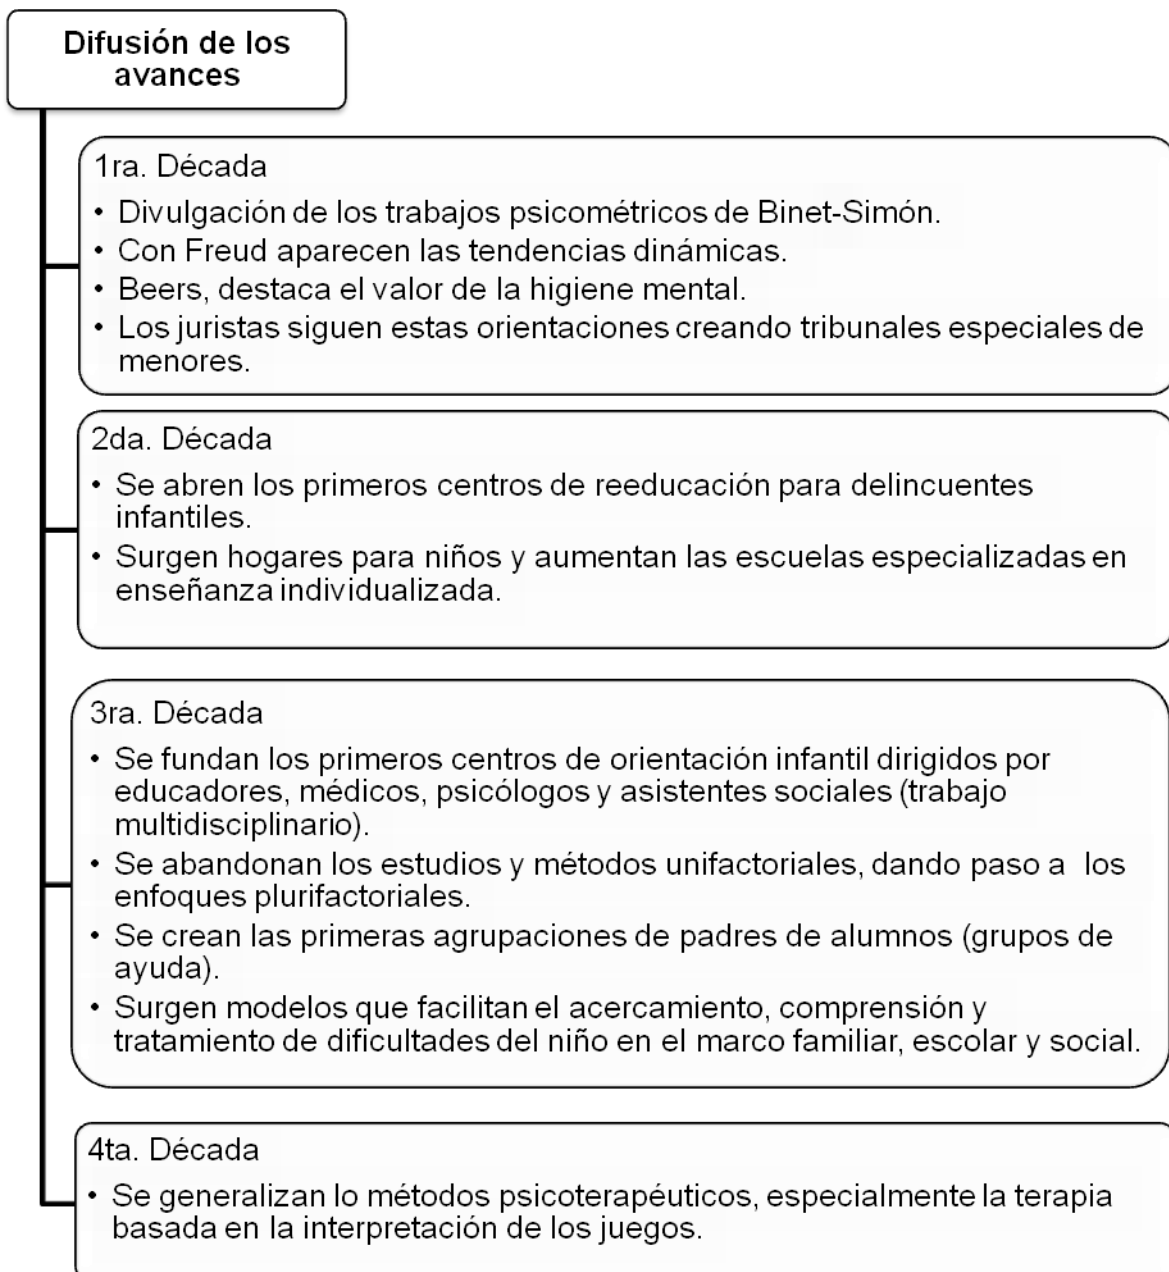 Difusión de los
avances
1ra. Década
• Divulgación de los trabajos psicométricos de Binet-Simón.
• Con Freud aparecen las tendencias dinámicas.
• Beers, destaca el valor de la higiene mental.
• Los juristas siguen estas orientaciones creando tribunales especiales de
menores.
2da. Década
• Se abren los primeros centros de reeducación para delincuentes
infantiles.
• Surgen hogares para niños y aumentan las escuelas especializadas en
enseñanza individualizada.
3ra. Década
• Se fundan los primeros centros de orientación infantil dirigidos por
educadores, médicos, psicólogos y asistentes sociales (trabajo
multidisciplinario).
• Se abandonan los estudios y métodos unifactoriales, dando paso a los
enfoques plurifactoriales.
• Se crean las primeras agrupaciones de padres de alumnos (grupos de
ayuda).
• Surgen modelos que facilitan el acercamiento, comprensión y
tratamiento de dificultades del niño en el marco familiar, escolar y social.
4ta. Década
• Se generalizan lo métodos psicoterapéuticos, especialmente la terapia
basada en la interpretación de los juegos.